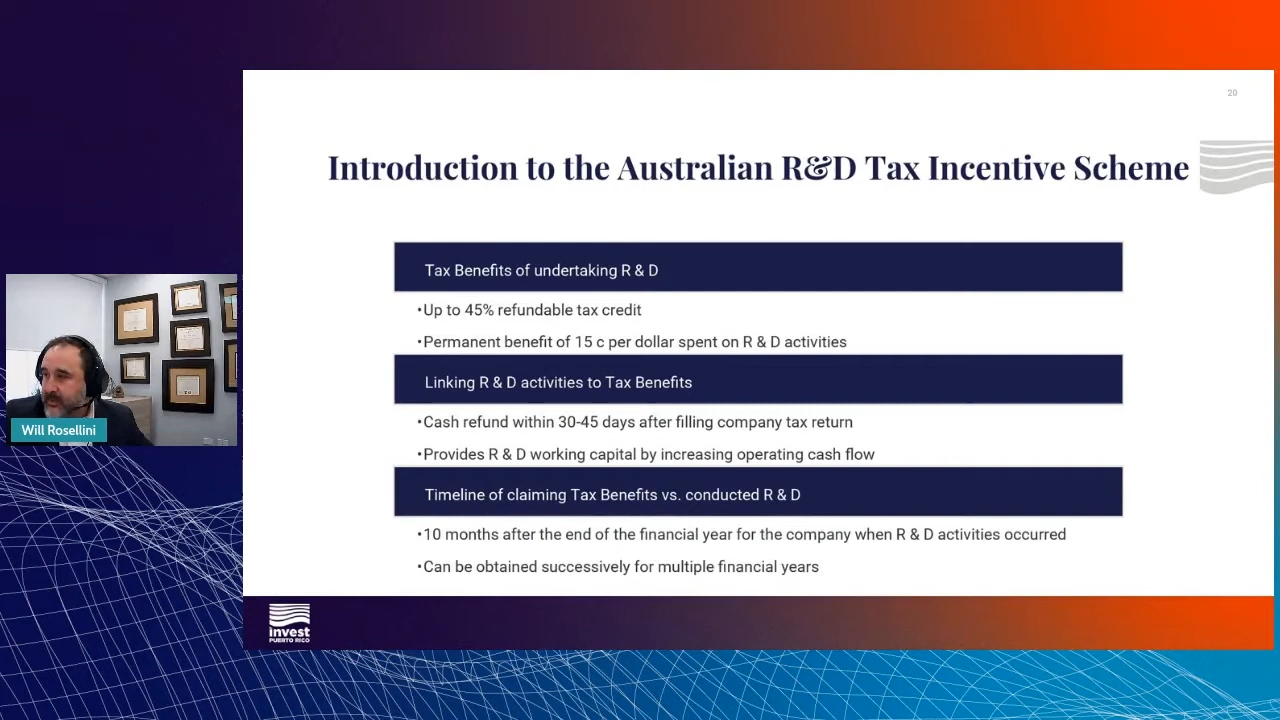 20
Introduction to the Australian R&D Tax Incentive Scheme
Tax Benefits of undertaking R & D
•Up to 45% refundable tax credit
•Permanent benefit of 15 c per dollar spent on R & D activities
Linking R & D activities to Tax Benefits
•Cash refund within 30-45 days after filling company tax return
•Provides R & D working capital by increasing operating cash flow
Timeline of claiming Tax Benefits vs. conducted R & D
•10 months after the end of the financial year for the company when R & D activities occurred
•Can be obtained successively for multiple financial years
Will Rosellini
invest
PUERTO RICO